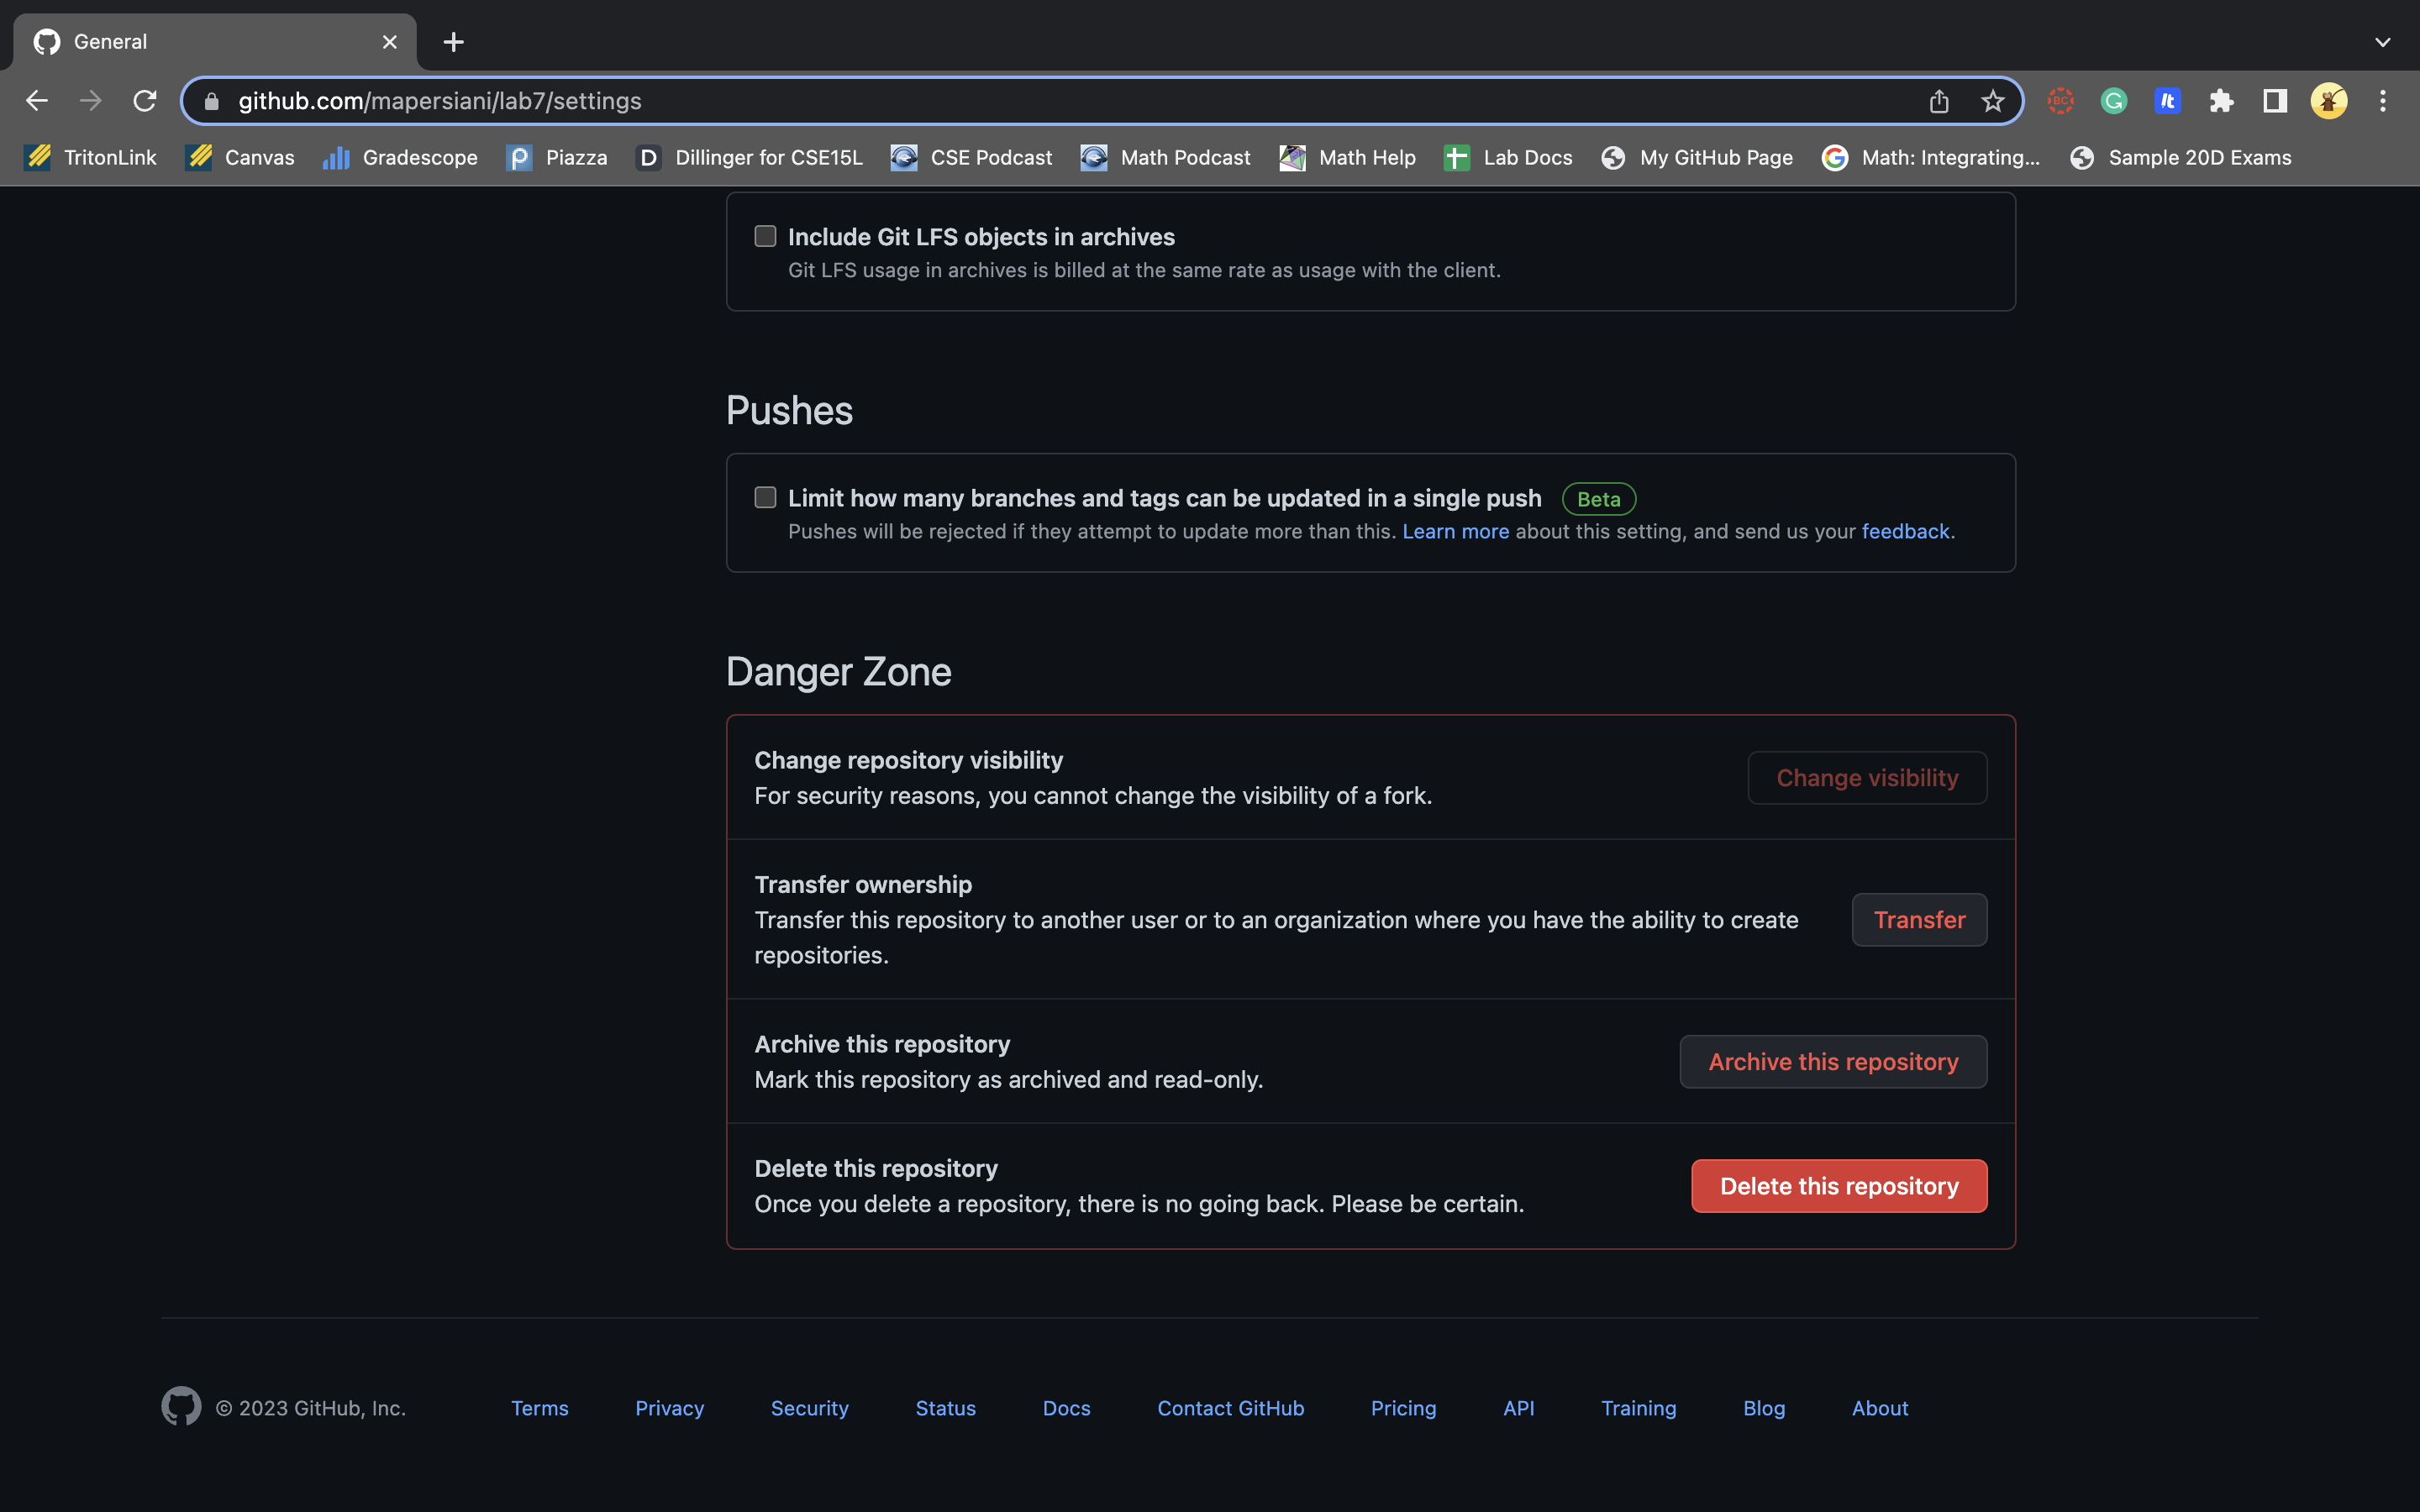 General
github.com/mapersiani/lab7/settings
TritonLink
Canvas
Gradescope
Piazza
D
Dillinger for CSE15L
CSE Podcast
Math Podcast
Math Help
Lab Docs
My GitHub Page
Math: Integrating...
Sample 20D Exams
Include Git LFS objects in archives
Git LFS usage in archives is billed at the same rate as usage with the client.
Pushes
Limit how many branches and tags can be updated in a single push Beta
Pushes will be rejected if they attempt to update more than this. Learn more about this setting, and send us your feedback.
Danger Zone
Change repository visibility
For security reasons, you cannot change the visibility of a fork.
Change visibility
Transfer ownership
Transfer this repository to another user or to an organization where you have the ability to create
repositories.
Transfer
Archive this repository
Mark this repository as archived and read-only.
Archive this repository
Delete this repository
Once you delete a repository, there is no going back. Please be certain.
Delete this repository
© 2023 GitHub, Inc.
Terms
Privacy
Security
Status
Docs
Contact GitHub
Pricing
API
Training
Blog
About